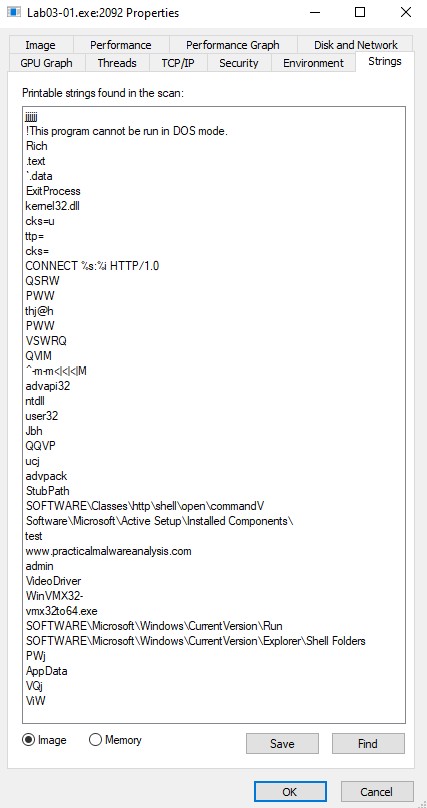 Lab03-01.exe:2092 Properties
Image Performance Performance Graph Disk and Network
GPU Graph Threads TCP/IP Security Environment Strings
Printable strings found in the scan:
jjjjjj
!This program cannot be run in DOS mode.
Rich
.text
`.data
ExitProcess
kernel32.dll
cks=u
ttp=
cks=
CONNECT %s:%i HTTP/1.0
QSRW
PWW
thj@h
PWW
VSWRQ
QVIM
^-m-m<|<|<|M
advapi32
ntdll
user32
Jbh
QQVP
ucj
advpack
StubPath
SOFTWARE\Classes\http\shell\open\commandV
Software\Microsoft\Active Setup\Installed Components\
test
www.practicalmalwareanalysis.com
admin
VideoDriver
WinVMX32-
vmx32to64.exe
SOFTWARE\Microsoft\Windows\CurrentVersion\Run
SOFTWARE\Microsoft\Windows\CurrentVersion\Explorer\Shell Folders
PWj
AppData
VQj
ViW
Image Memory Save Find
OK Cancel